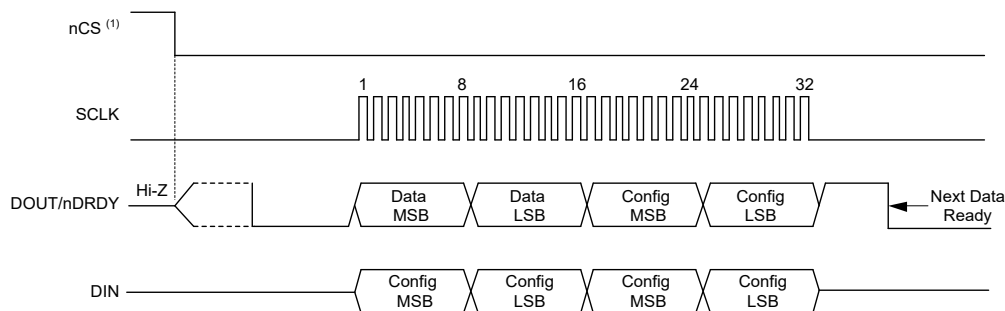 nCS (1)
1 8 16 24 32
SCLK
Hi-Z
DOUT/nDRDY
Data MSB
Data LSB
Config MSB
Config LSB
Next Data Ready
DIN
Config MSB
Config LSB
Config MSB
Config LSB